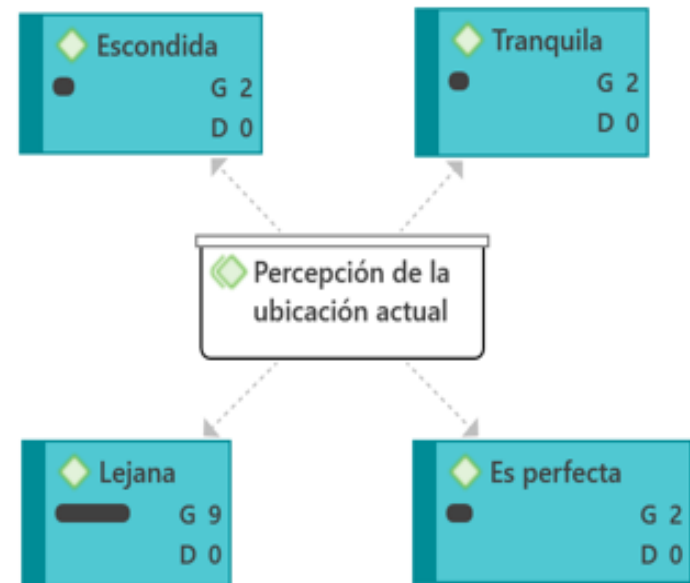 Escondida
G 2
D 0
Tranquila
G 2
D 0
Percepción de la
ubicación actual
Lejana
G 9
D 0
Es perfecta
G 2
D 0